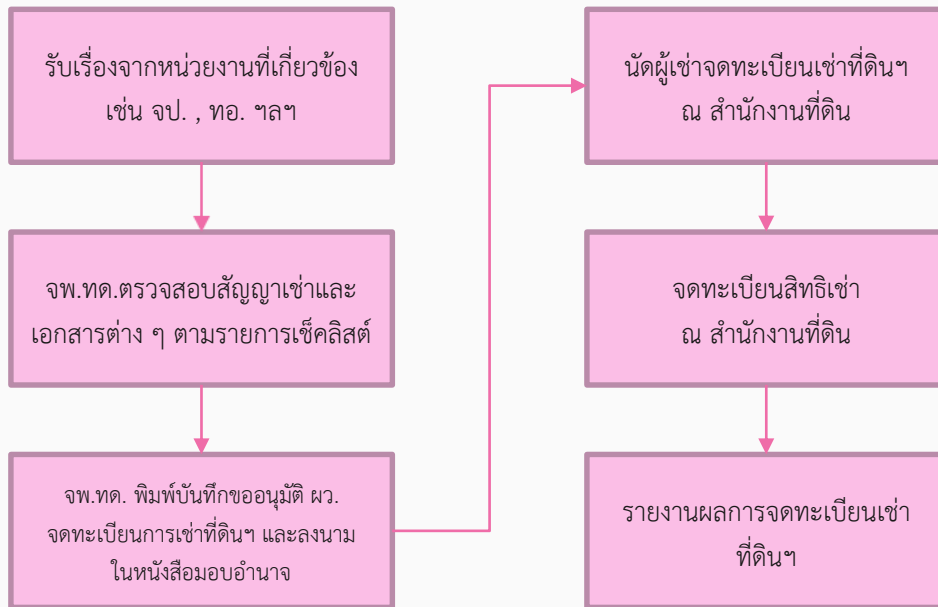 รับเรื่องจากหน่วยงานที่เกี่ยวข้อง
เช่น จป. , ทอ. ฯลฯ
จพ.ทด.ตรวจสอบสัญญาเช่าและ
เอกสารต่าง ๆ ตามรายการเช็คลิสต์
จพ.ทด. พิมพ์บันทึกขออนุมัติ ผว.
จดทะเบียนการเช่าที่ดินฯ และลงนาม
ในหนังสือมอบอำนาจ
นัดผู้เช่าจดทะเบียนเช่าที่ดินฯ
ณ สำนักงานที่ดิน
จดทะเบียนสิทธิเช่า
ณ สำนักงานที่ดิน
รายงานผลการจดทะเบียนเช่า
ที่ดินฯ